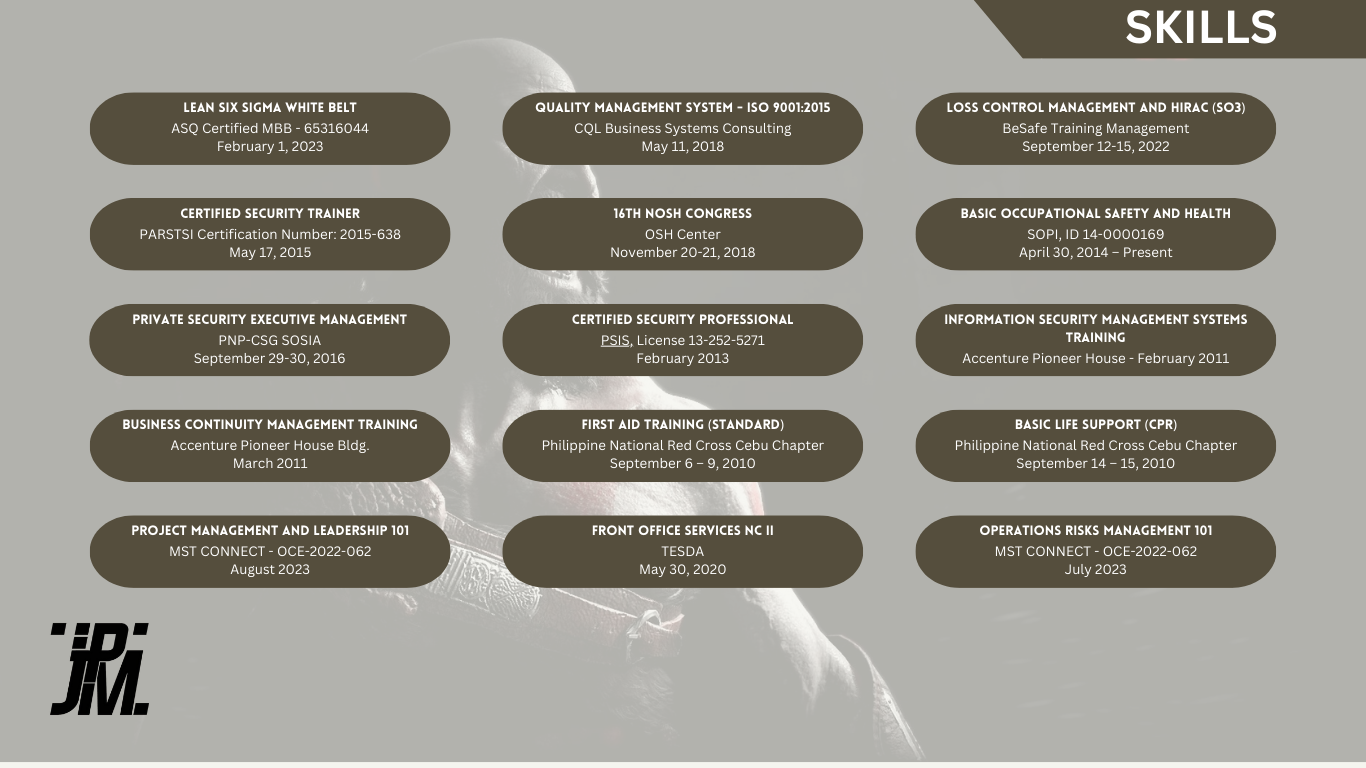 SKILLS
LEAN SIX SIGMA WHITE BELT
ASQ Certified MBB - 65316044
February 1, 2023
QUALITY MANAGEMENT SYSTEM - ISO 9001:2015
CQL Business Systems Consulting
May 11, 2018
LOSS CONTROL MANAGEMENT AND HIRAC (SO3)
BeSafe Training Management
September 12-15, 2022
CERTIFIED SECURITY TRAINER
PARSTSI Certification Number: 2015-638
May 17, 2015
16TH NOSH CONGRESS
OSH Center
November 20-21, 2018
BASIC OCCUPATIONAL SAFETY AND HEALTH
SOPI, ID 14-0000169
April 30, 2014 – Present
PRIVATE SECURITY EXECUTIVE MANAGEMENT
PNP-CSG SOSIA
September 29-30, 2016
CERTIFIED SECURITY PROFESSIONAL
PSIS, License 13-252-5271
February 2013
INFORMATION SECURITY MANAGEMENT SYSTEMS
TRAINING
Accenture Pioneer House - February 2011
BUSINESS CONTINUITY MANAGEMENT TRAINING
Accenture Pioneer House Bldg.
March 2011
FIRST AID TRAINING (STANDARD)
Philippine National Red Cross Cebu Chapter
September 6 – 9, 2010
BASIC LIFE SUPPORT (CPR)
Philippine National Red Cross Cebu Chapter
September 14 – 15, 2010
PROJECT MANAGEMENT AND LEADERSHIP 101
MST CONNECT - OCE-2022-062
August 2023
FRONT OFFICE SERVICES NC II
TESDA
May 30, 2020
OPERATIONS RISKS MANAGEMENT 101
MST CONNECT - OCE-2022-062
July 2023
JPM